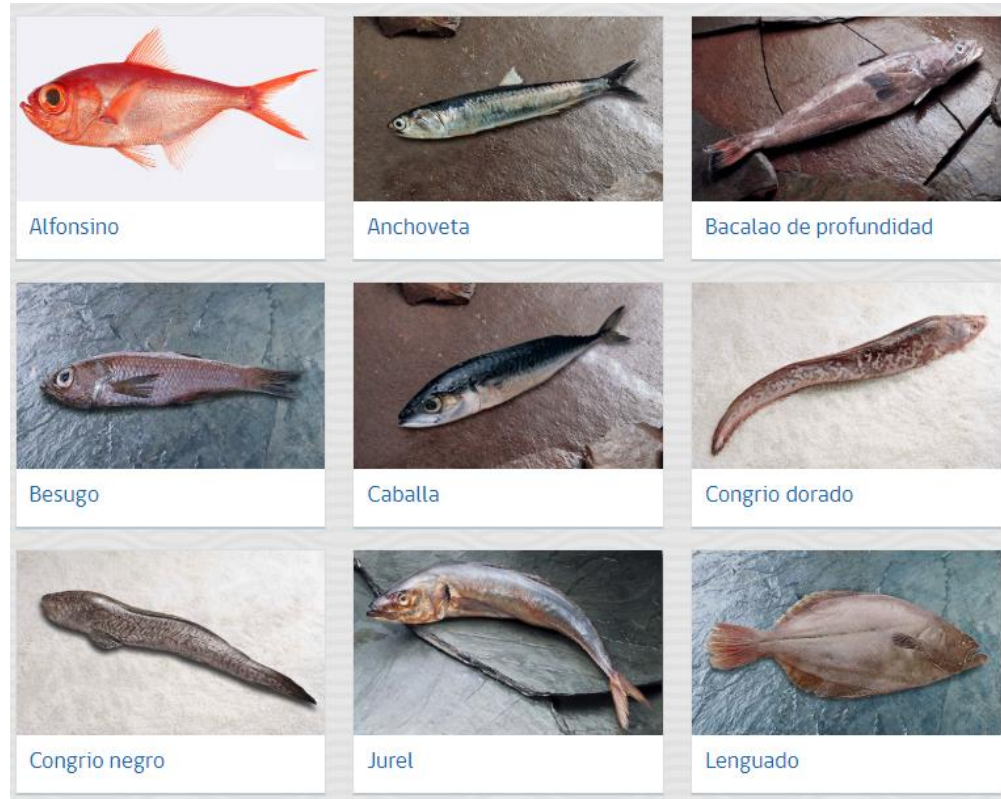 Alfonsino
Anchoveta
Bacalao de profundidad
Besugo
Caballa
Congrio dorado
Congrio negro
Jurel
Lenguado